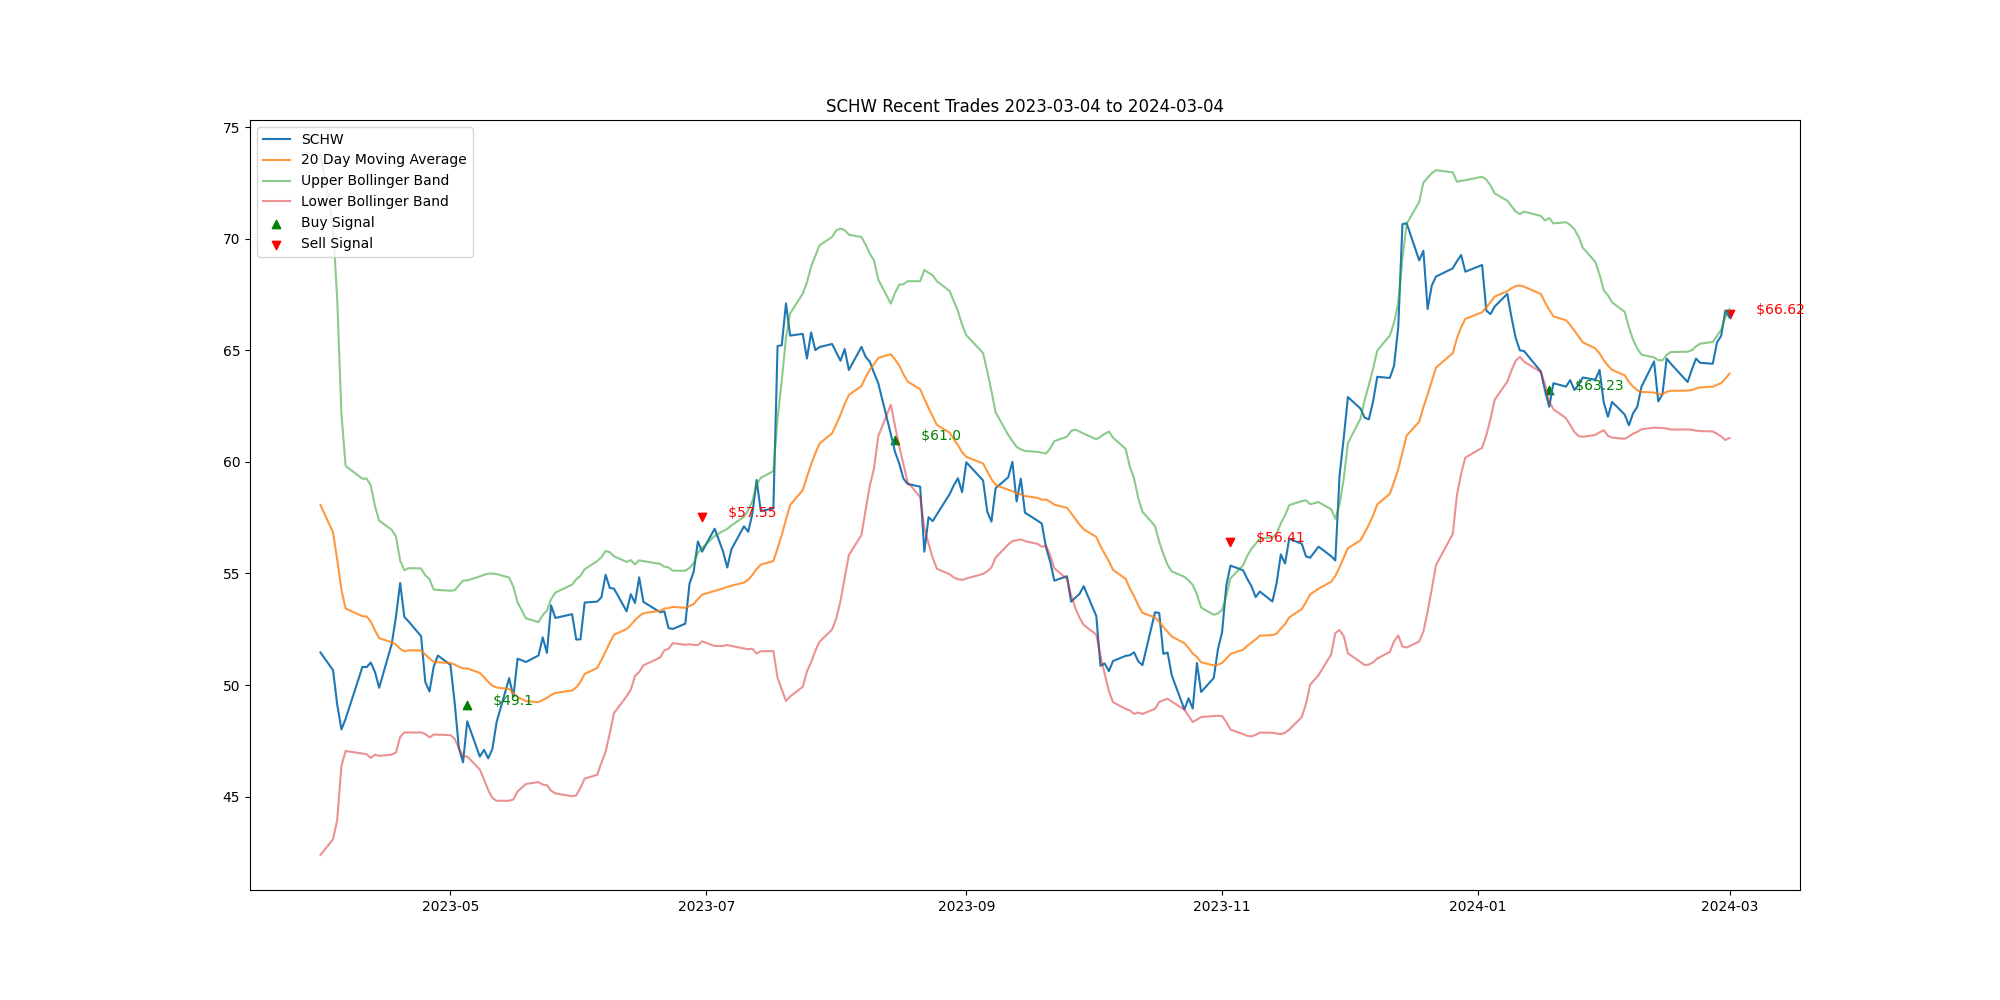 SCHW Recent Trades 2023-03-04 to 2024-03-04
75
SCHW
20 Day Moving Average
Upper Bollinger Band
Lower Bollinger Band
Buy Signal
Sell Signal
70
65
60
55
50
45
$49.1
$57.55
$61.0
$56.41
$63.23
$66.62
2023-05
2023-07
2023-09
2023-11
2024-01
2024-03